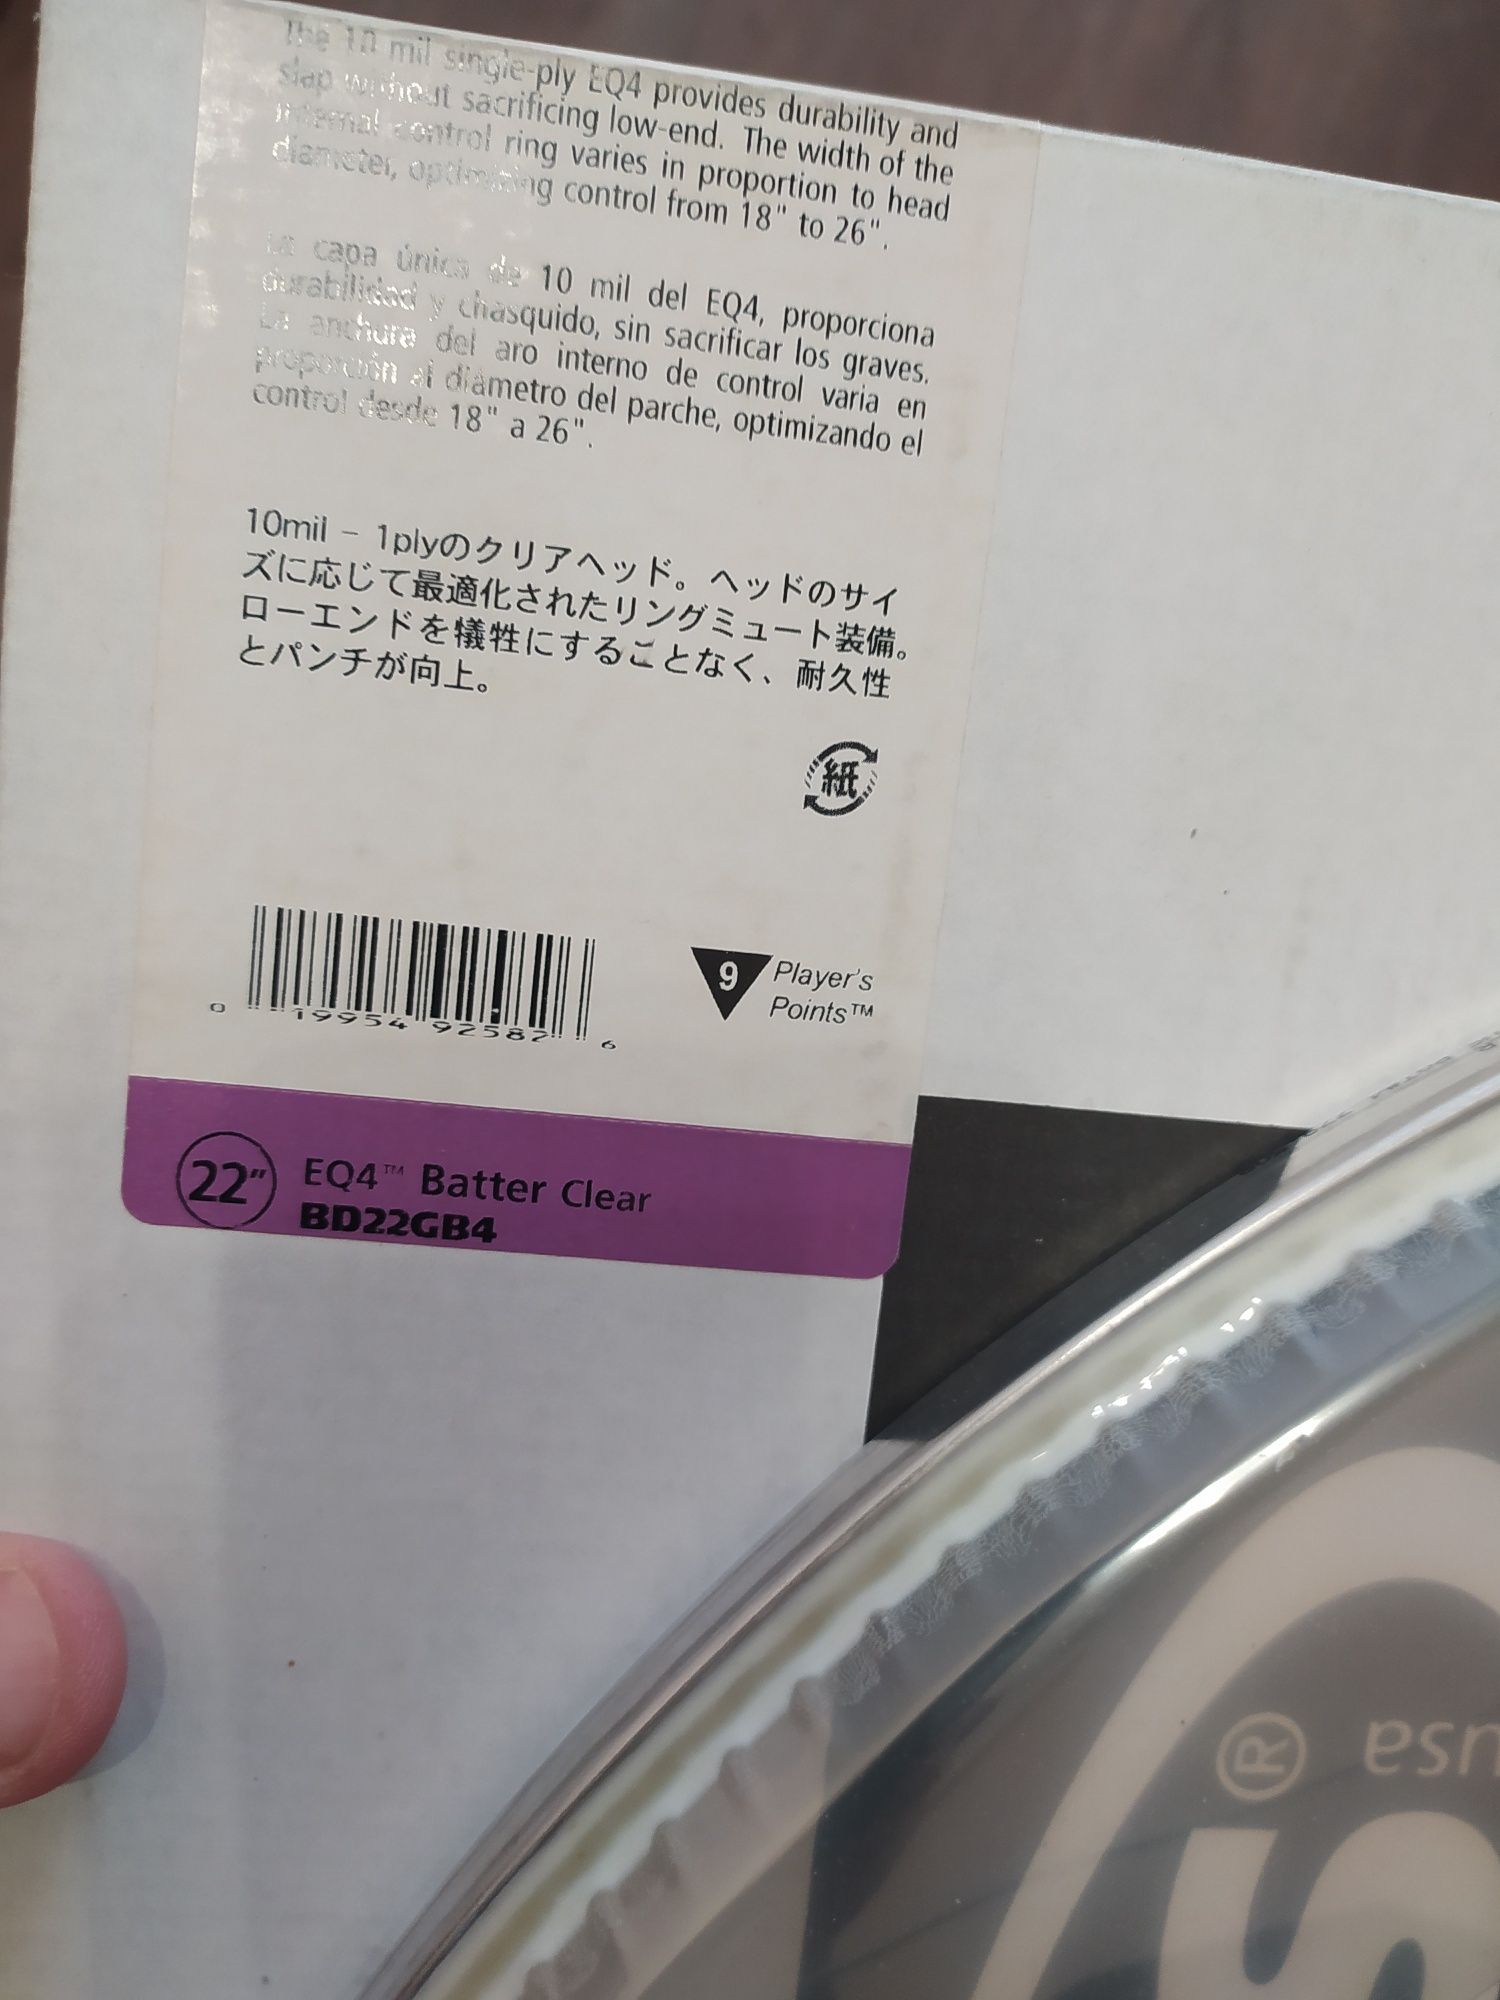 The 10 mil single-ply EQ4 provides durability and
slap without sacrificing low-end. The width of the
internal control ring varies in proportion to head
diameter, optimizing control from 18" to 26".
La capa única de 10 mil del EQ4, proporciona
durabilidad y chasquido, sin sacrificar los graves.
La anchura del aro interno de control varia en
proporción al diámetro del parche, optimizando el
control desde 18" a 26".
10mil - 1plyのクリアヘッド。ヘッドのサイ
ズに応じて最適化されたリングミュート装備。
ローエンドを犠牲にすることなく、耐久性
とパンチが向上。
紙
0 19954 92587 6
9 Player's
Points™
22" EQ4™ Batter Clear
BD22GB4
® usa